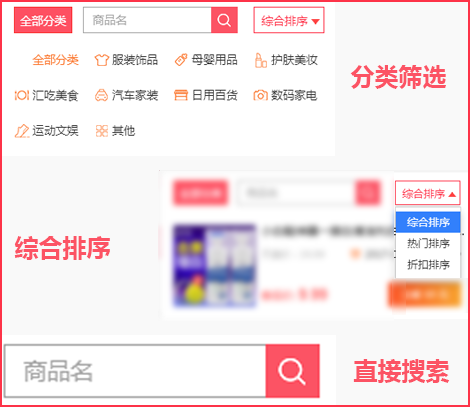 全部分类 商品名 综合排序
全部分类 服装饰品 母婴用品 护肤美妆
分类筛选
汇吃美食 汽车家装 日用百货 数码家电
运动文娱 其他
综合排序
综合排序
综合排序
热门排序
折扣排序
商品名
直接搜索